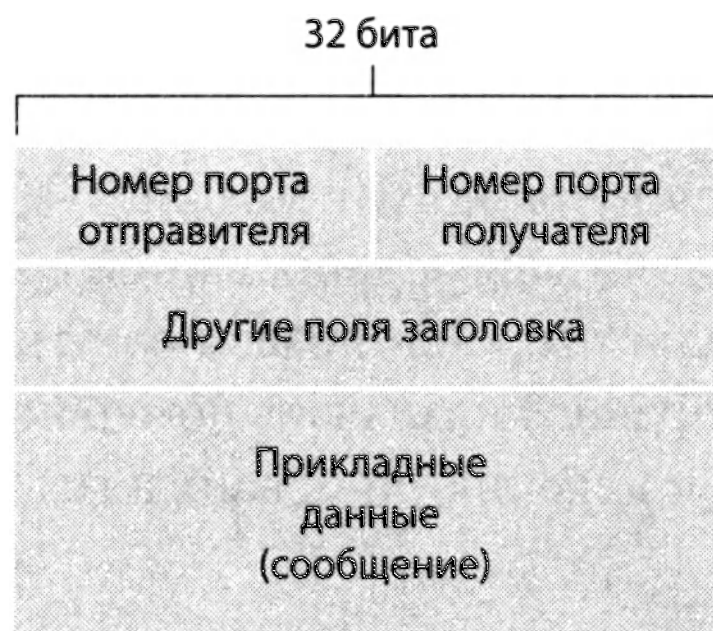 32 бита
Номер порта
отправителя
Номер порта
получателя
Другие поля заголовка
Прикладные
данные
(сообщение)